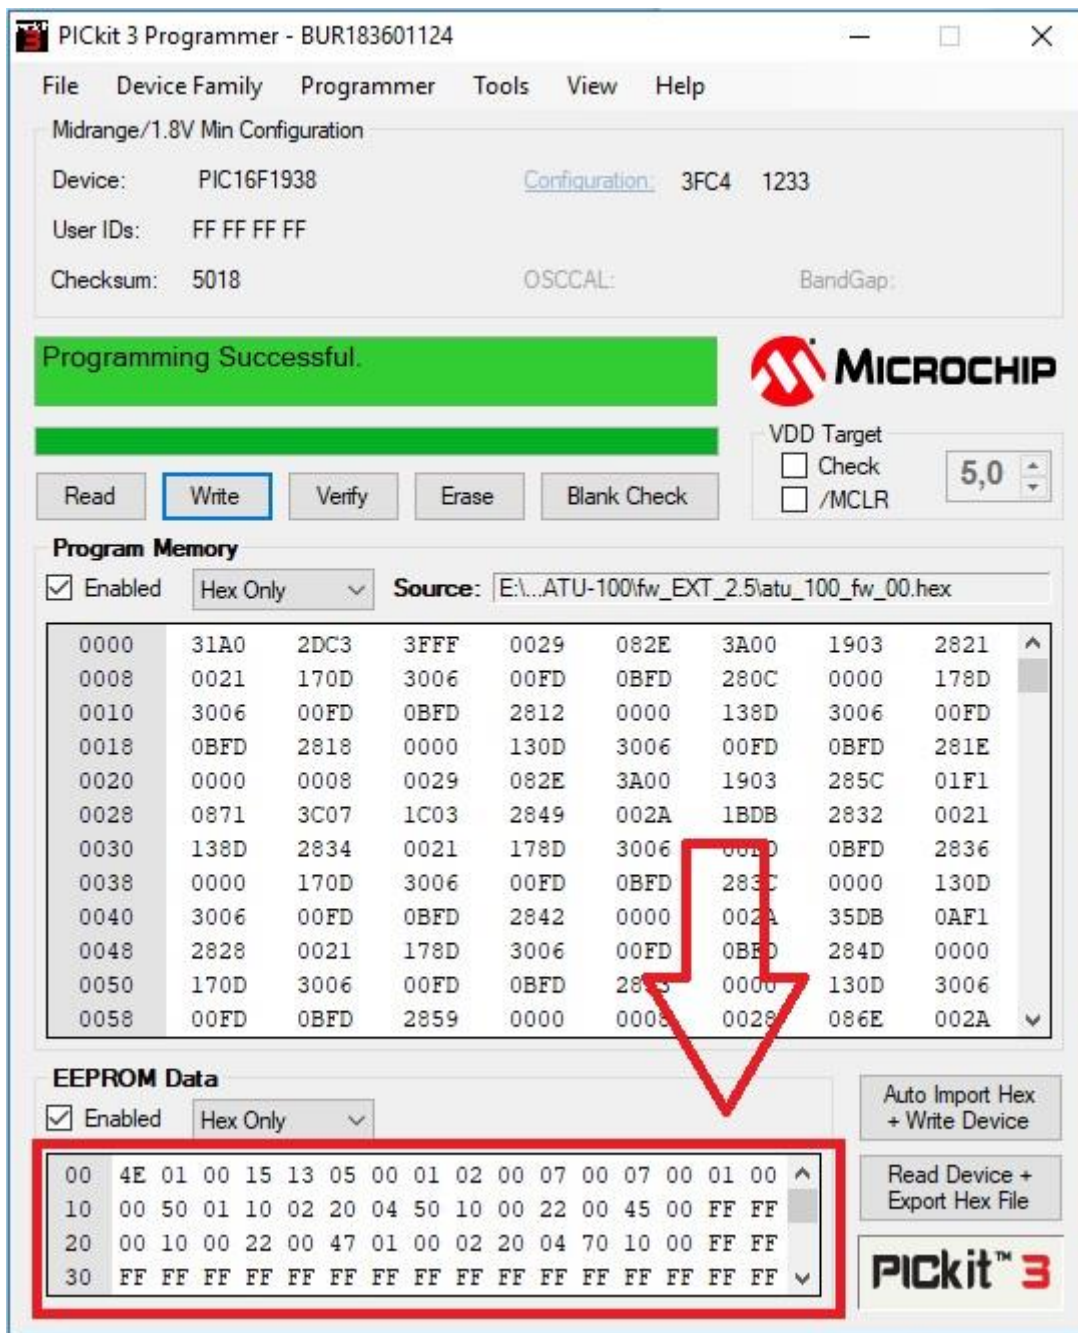 PICkit 3 Programmer - BUR183601124
File Device Family Programmer Tools View Help
Midrange/1.8V Min Configuration
Device: PIC16F1938 Configuration: 3FC4 1233
User IDs: FF FF FF FF
Checksum: 5018 OSCCAL: BandGap:
Programming Successful.
MICROCHIP
VDD Target
Check
/MCLR
5,0
Read Write Verify Erase Blank Check
Program Memory
Enabled Hex Only Source: E:\...ATU-100\fw_EXT_2.5\atu_100_fw_00.hex
0000 31A0 2DC3 3FFF 0029 082E 3A00 1903 2821
0008 0021 170D 3006 00FD 0BFD 280C 0000 178D
0010 3006 00FD 0BFD 2812 0000 138D 3006 00FD
0018 0BFD 2818 0000 130D 3006 00FD 0BFD 281E
0020 0000 0008 0029 082E 3A00 1903 285C 01F1
0028 0871 3C07 1C03 2849 002A 1BDB 2832 0021
0030 138D 2834 0021 178D 3006 0BFD 2836
0038 0000 170D 3006 00FD 0BFD 283C 0000 130D
0040 3006 00FD 0BFD 2842 0000 002A 35DB 0AF1
0048 2828 0021 178D 3006 00FD 0BFD 284D 0000
0050 170D 3006 00FD 0BFD 0000 130D 3006
0058 00FD 0BFD 2859 0000 0008 0028 086E 002A
EEPROM Data
Enabled Hex Only
00 4E 01 00 15 13 05 00 01 02 00 07 00 07 00 01 00
10 00 50 01 10 02 20 04 50 10 00 22 00 45 00 FF FF
20 00 10 00 22 00 47 01 00 02 20 04 70 10 00 FF FF
30 FF FF FF FF FF FF FF FF FF FF FF FF FF FF FF FF
Auto Import Hex
+ Write Device
Read Device +
Export Hex File
PICkit™ 3